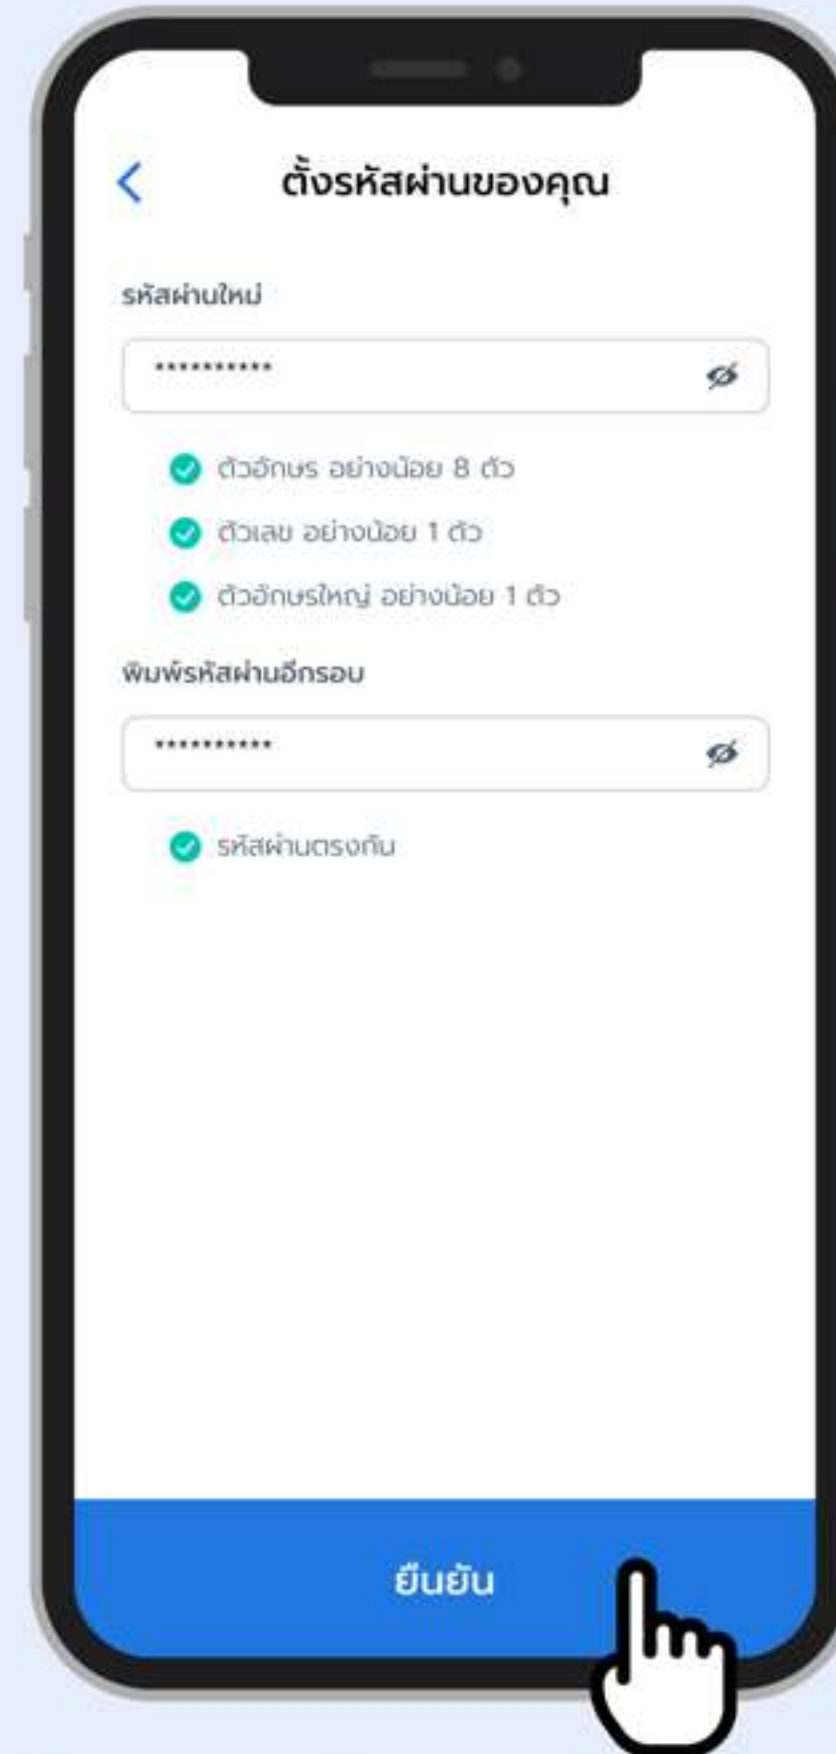 ตั้งรหัสผ่านของคุณ
รหัสผ่านใหม่
**********
ตัวอักษร อย่างน้อย 8 ตัว
ตัวเลข อย่างน้อย 1 ตัว
ตัวอักษรใหญ่ อย่างน้อย 1 ตัว
พิมพ์รหัสผ่านอีกรอบ
**********
รหัสผ่านตรงกัน
ยืนยัน